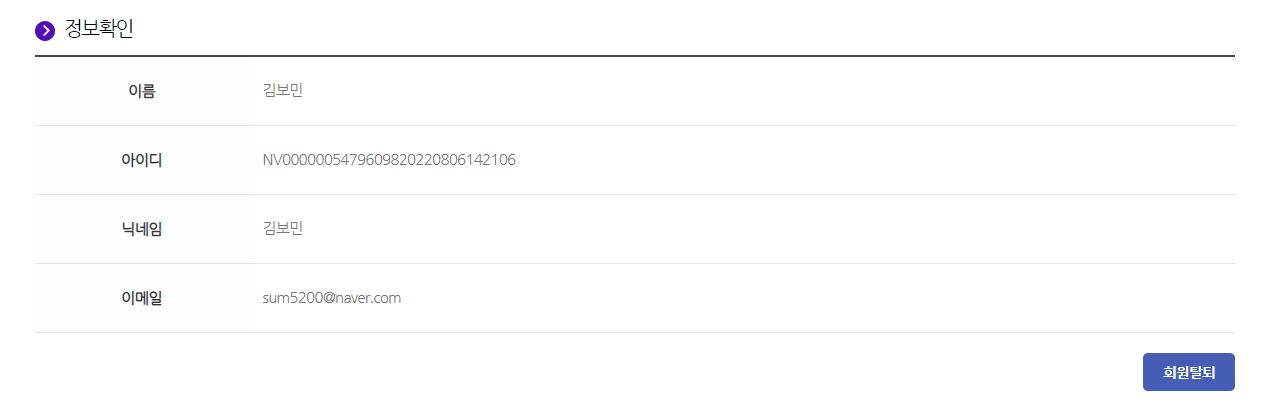 정보확인
이름 김보민
아이디 NV0000005479609820220806142106
닉네임 김보민
이메일 sum5200@naver.com
회원탈퇴